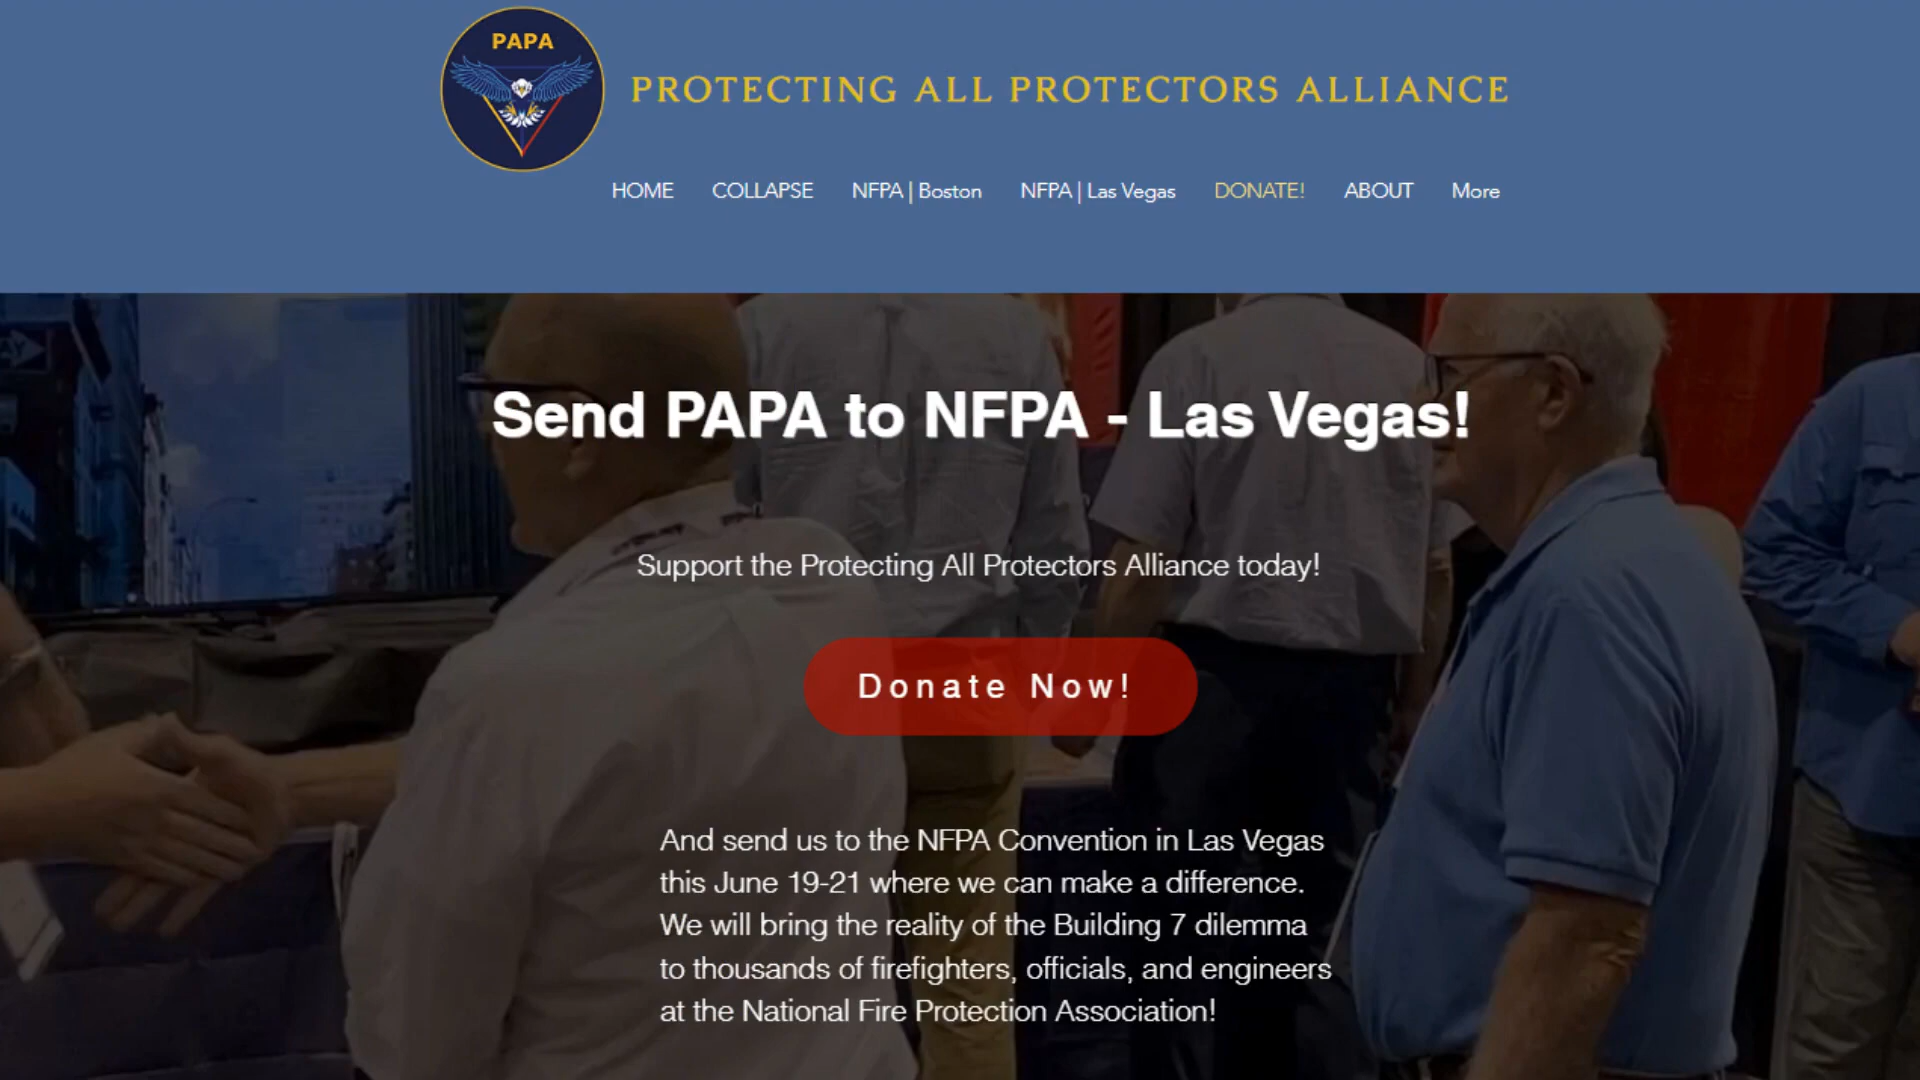 PAPA
PROTECTING ALL PROTECTORS ALLIANCE
HOME COLLAPSE NFPA | Boston NFPA | Las Vegas DONATE! ABOUT More
Send PAPA to NFPA - Las Vegas!
Support the Protecting All Protectors Alliance today!
Donate Now!
And send us to the NFPA Convention in Las Vegas
this June 19-21 where we can make a difference.
We will bring the reality of the Building 7 dilemma
to thousands of firefighters, officials, and engineers
at the National Fire Protection Association!